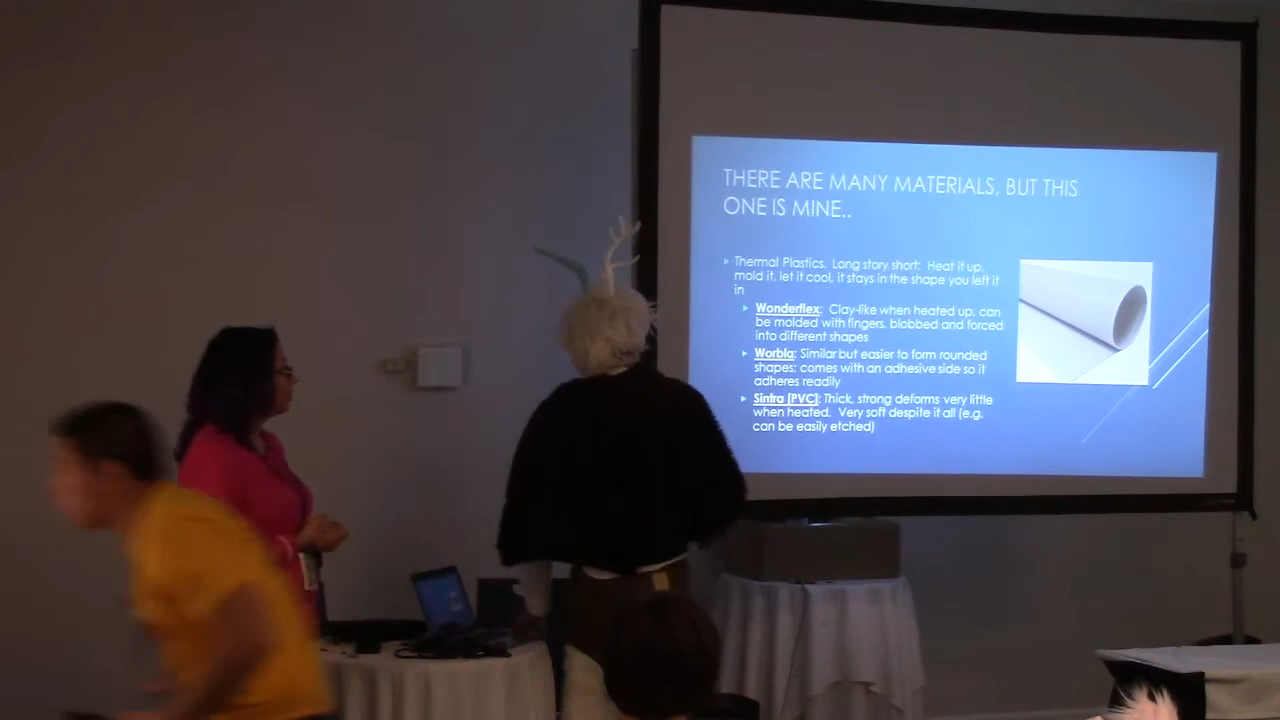 THERE ARE MANY MATERIALS, BUT THIS
ONE IS MINE..
Thermal Plastics. Long story short: Heat it up,
mold it, let it cool, it stays in the shape you left it
in
Wonderflex: Clay-like when heated up, can
be molded with fingers, blobbed and forced
into different shapes
Worbla: Similar but easier to form rounded
shapes; comes with an adhesive side so it
adheres readily
Sintra [PVC]: Thick, strong deforms very little
when heated. Very soft despite it all (e.g.
can be easily etched)